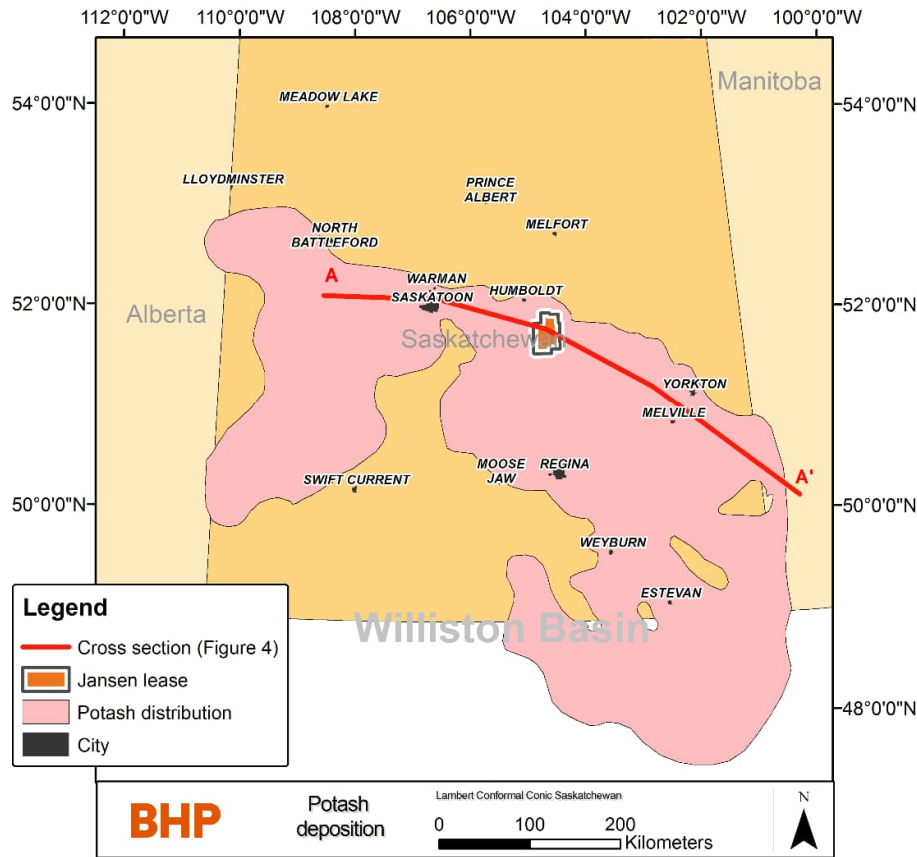 112°0'0"W 110°0'0"W 108°0'0"W 106°0'0"W 104°0'0"W 102°0'0"W 100°0'0"W
Manitoba
MEADOW LAKE
54°0'0"N
54°0'0"N
LLOYDMINSTER
PRINCE
ALBERT
MELFORT
NORTH
BATTLEFORD
A
WARMAN
HUMBOLDT
SASKATOON
52°0'0"N
52°0'0"N
Alberta
Saskatchewan
YORKTON
MELVILLE
MOOSE
JAW
REGINA
SWIFT CURRENT
A'
50°0'0"N
50°0'0"N
WEYBURN
ESTEVAN
Williston Basin
48°0'0"N
Legend
Cross section (Figure 4)
Jansen lease
Potash distribution
City
BHP
Potash
deposition
Lambert Conformal Conic Saskatchewan
0 100 200
Kilometers
N